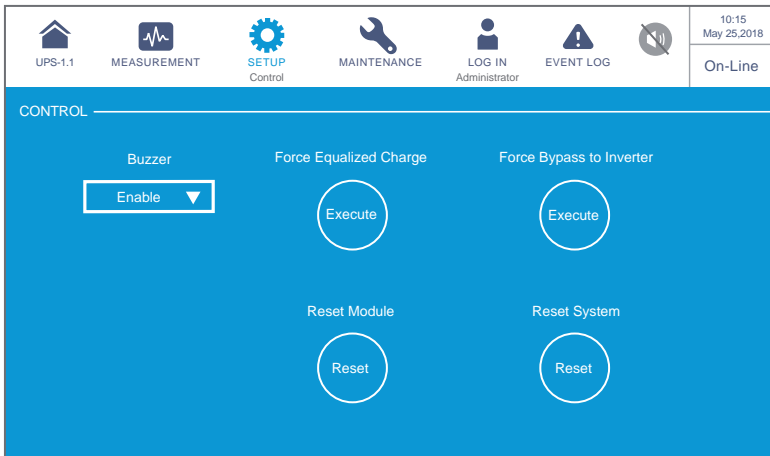 10:15
May 25,2018
UPS-1.1
MEASUREMENT
SETUP
Control
MAINTENANCE
LOG IN
Administrator
EVENT LOG
On-Line
CONTROL
Buzzer
Force Equalized Charge
Force Bypass to Inverter
Enable
Execute
Execute
Reset Module
Reset System
Reset
Reset